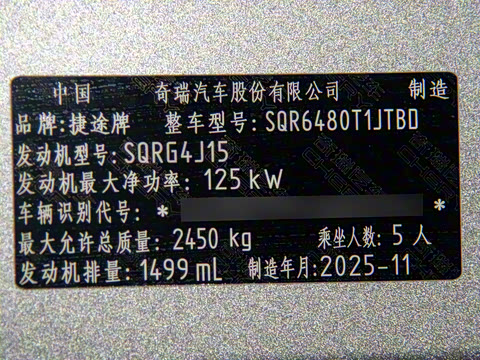 中国 奇瑞汽车股份有限公司 制造
品牌:捷途牌 整车型号:SQR6480T1JTBD
发动机型号:SQRG4J15
发动机最大净功率:125kW
车辆识别代号:* *
最大允许总质量:2450 kg 乘坐人数:5人
发动机排量:1499 mL 制造年月:2025-11